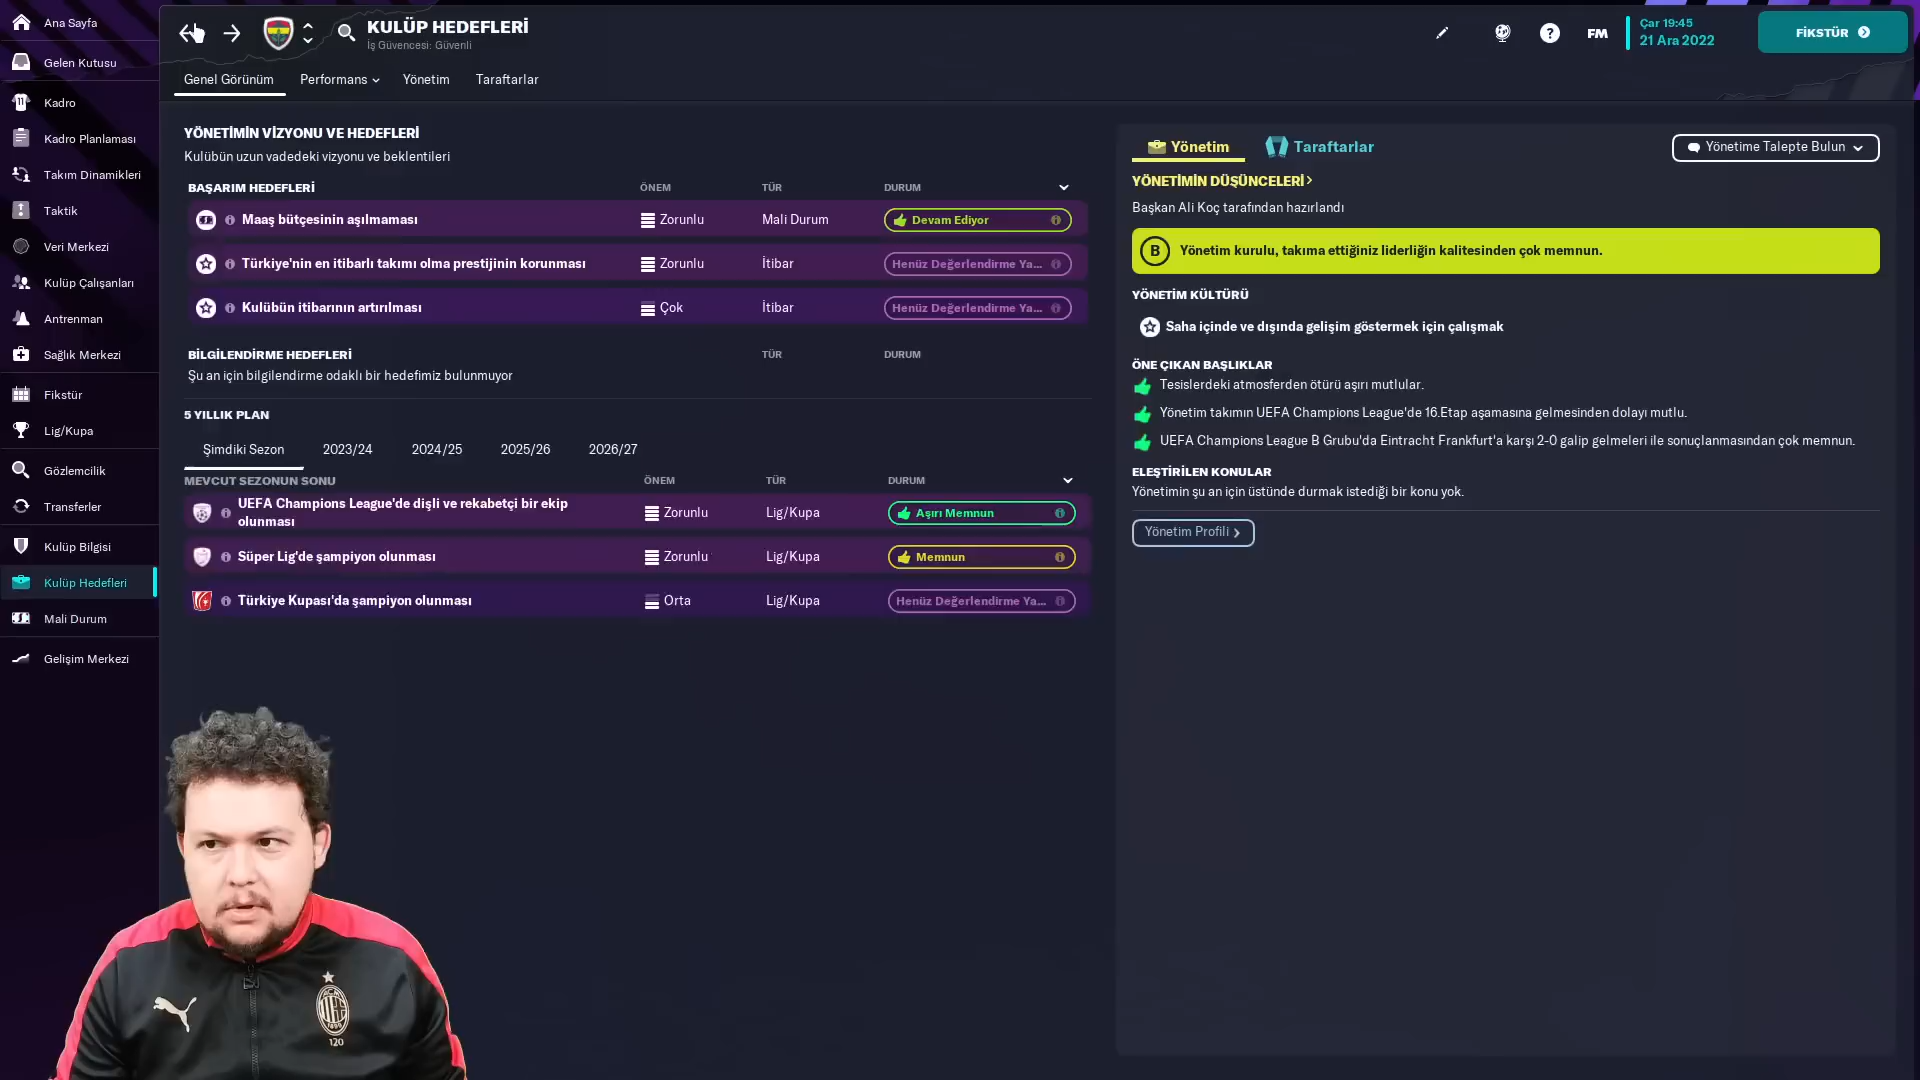 Ana Sayfa
Gelen Kutusu
Kadro
Kadro Planlaması
Takım Dinamikleri
Taktik
Veri Merkezi
Kulüp Çalışanları
Antrenman
Sağlık Merkezi
Fikstür
Lig/Kupa
Gözlemcilik
Transferler
Kulüp Bilgisi
Kulüp Hedefleri
Mali Durum
Gelişim Merkezi
KULÜP HEDEFLERİ
İş Güvencesi: Güvenli
FM
Çar 19:45
21 Ara 2022
FİKSTÜR
Genel Görünüm Performans Yönetim Taraftarlar
YÖNETİMİN VİZYONU VE HEDEFLERİ
Kulübün uzun vadedeki vizyonu ve beklentileri
BAŞARIM HEDEFLERİ ÖNEM TÜR DURUM
Maaş bütçesinin aşılmaması Zorunlu Mali Durum Devam Ediyor
Türkiye'nin en itibarlı takımı olma prestijinin korunması Zorunlu İtibar Henüz Değerlendirme Ya...
Kulübün itibarının artırılması Çok İtibar Henüz Değerlendirme Ya...
BİLGİLENDİRME HEDEFLERİ TÜR DURUM
Şu an için bilgilendirme odaklı bir hedefimiz bulunmuyor
5 YILLIK PLAN
Şimdiki Sezon 2023/24 2024/25 2025/26 2026/27
MEVCUT SEZONUN SONU ÖNEM TÜR DURUM
UEFA Champions League'de dişli ve rekabetçi bir ekip
olunması Zorunlu Lig/Kupa Aşırı Memnun
Süper Lig'de şampiyon olunması Zorunlu Lig/Kupa Memnun
Türkiye Kupası'da şampiyon olunması Orta Lig/Kupa Henüz Değerlendirme Ya...
Yönetim Taraftarlar Yönetime Talepte Bulun
YÖNETİMİN DÜŞÜNCELERİ
Başkan Ali Koç tarafından hazırlandı
B Yönetim kurulu, takıma ettiğiniz liderliğin kalitesinden çok memnun.
YÖNETİM KÜLTÜRÜ
Saha içinde ve dışında gelişim göstermek için çalışmak
ÖNE ÇIKAN BAŞLIKLAR
Tesislerdeki atmosferden ötürü aşırı mutlular.
Yönetim takımın UEFA Champions League'de 16.Etap aşamasına gelmesinden dolayı mutlu.
UEFA Champions League B Grubu'da Eintracht Frankfurt'a karşı 2-0 galip gelmeleri ile sonuçlanmasından çok memnun.
ELEŞTİRİLEN KONULAR
Yönetimin şu an için üstünde durmak istediği bir konu yok.
Yönetim Profili
ACM
1899
120